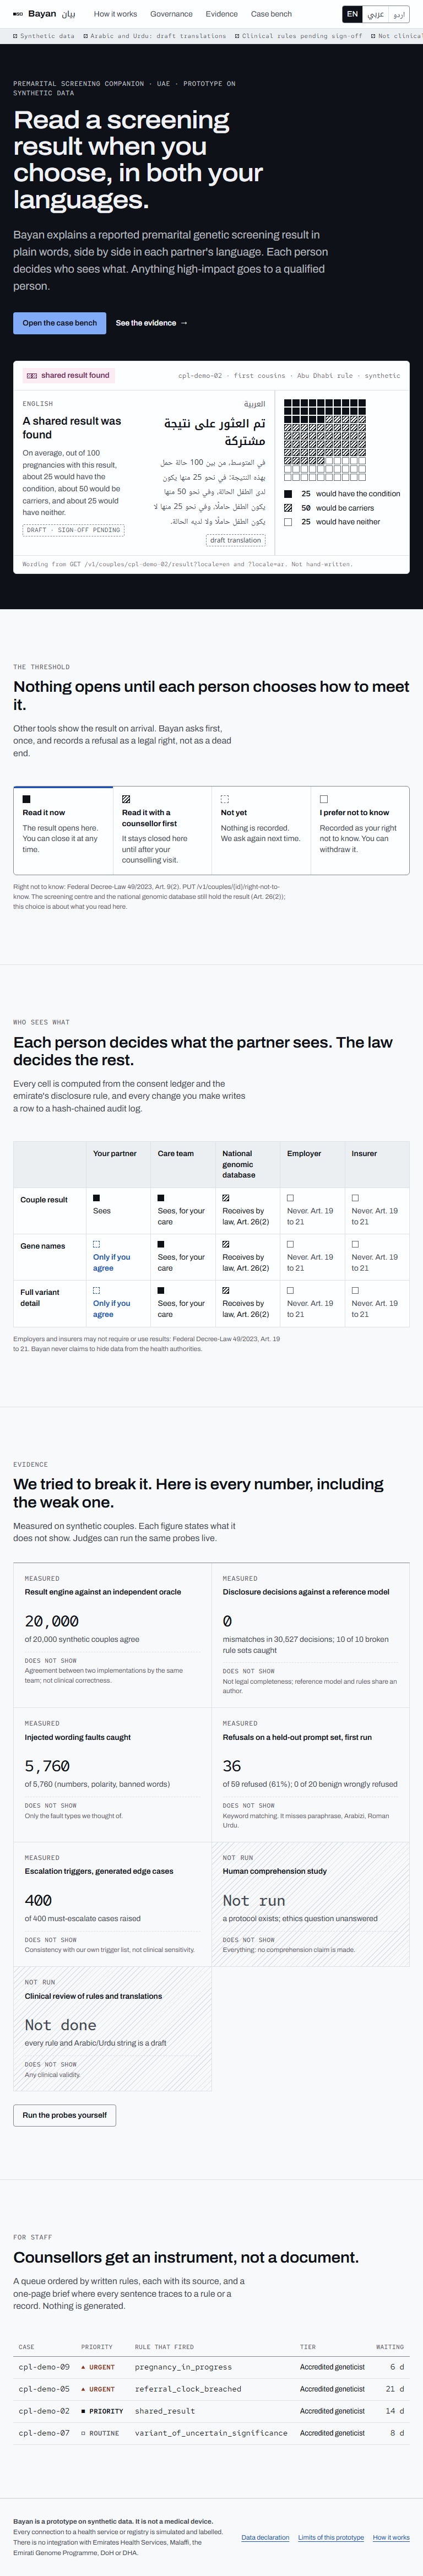 Bayan بيان How it works Governance Evidence Case bench EN عربي اردو
Synthetic data Arabic and Urdu: draft translations Clinical rules pending sign-off Not clinical
PREMARITAL SCREENING COMPANION · UAE · PROTOTYPE ON
SYNTHETIC DATA
Read a screening
result when you
choose, in both your
languages.
Bayan explains a reported premarital genetic screening result in
plain words, side by side in each partner's language. Each person
decides who sees what. Anything high-impact goes to a qualified
person.
Open the case bench See the evidence →
shared result found cpl-demo-02 · first cousins · Abu Dhabi rule · synthetic
ENGLISH
A shared result was
found
On average, out of 100
pregnancies with this result,
about 25 would have the
condition, about 50 would be
carriers, and about 25 would
have neither.
DRAFT · SIGN-OFF PENDING
العربية
تم العثور على نتيجة
مشتركة
في المتوسط، من بين 100 حالة حمل
بهذه النتيجة: في نحو 25 منها يكون
لدى الطفل الحالة، وفي نحو 50 منها
يكون الطفل حاملًا، وفي نحو 25 منها لا
يكون الطفل حاملًا ولا لديه الحالة.
draft translation
25 would have the condition
50 would be carriers
25 would have neither
Wording from GET /v1/couples/cpl-demo-02/result?locale=en and ?locale=ar. Not hand-written.
THE THRESHOLD
Nothing opens until each person chooses how to meet
it.
Other tools show the result on arrival. Bayan asks first,
once, and records a refusal as a legal right, not as a dead
end.
Read it now
The result opens here.
You can close it at any
time.
Read it with a
counsellor first
It stays closed here
until after your
counselling visit.
Not yet
Nothing is recorded.
We ask again next time.
I prefer not to know
Recorded as your right
not to know. You can
withdraw it.
Right not to know: Federal Decree-Law 49/2023, Art. 9(2). PUT /v1/couples/{id}/right-not-to-
know. The screening centre and the national genomic database still hold the result (Art. 26(2));
this choice is about what you read here.
WHO SEES WHAT
Each person decides what the partner sees. The law
decides the rest.
Every cell is computed from the consent ledger and the
emirate's disclosure rule, and every change you make writes
a row to a hash-chained audit log.
Your partner Care team National
genomic
database Employer Insurer
Couple result Sees Sees, for your
care Receives by
law, Art. 26(2) Never. Art. 19
to 21 Never. Art. 19
to 21
Gene names Only if you
agree Sees, for your
care Receives by
law, Art. 26(2) Never. Art. 19
to 21 Never. Art. 19
to 21
Full variant
detail Only if you
agree Sees, for your
care Receives by
law, Art. 26(2) Never. Art. 19
to 21 Never. Art. 19
to 21
Employers and insurers may not require or use results: Federal Decree-Law 49/2023, Art. 19
to 21. Bayan never claims to hide data from the health authorities.
EVIDENCE
We tried to break it. Here is every number, including
the weak one.
Measured on synthetic couples. Each figure states what it
does not show. Judges can run the same probes live.
MEASURED
Result engine against an independent oracle
20,000
of 20,000 synthetic couples agree
DOES NOT SHOW
Agreement between two implementations by the same
team; not clinical correctness.
MEASURED
Disclosure decisions against a reference model
0
mismatches in 30,527 decisions; 10 of 10 broken
rule sets caught
DOES NOT SHOW
Not legal completeness; reference model and rules share an
author.
MEASURED
Injected wording faults caught
5,760
of 5,760 (numbers, polarity, banned words)
DOES NOT SHOW
Only the fault types we thought of.
MEASURED
Refusals on a held-out prompt set, first run
36
of 59 refused (61%); 0 of 20 benign wrongly refused
DOES NOT SHOW
Keyword matching. It misses paraphrase, Arabizi, Roman
Urdu.
MEASURED
Escalation triggers, generated edge cases
400
of 400 must-escalate cases raised
DOES NOT SHOW
Consistency with our own trigger list, not clinical sensitivity.
NOT RUN
Human comprehension study
Not run
a protocol exists; ethics question unanswered
DOES NOT SHOW
Everything: no comprehension claim is made.
NOT RUN
Clinical review of rules and translations
Not done
every rule and Arabic/Urdu string is a draft
DOES NOT SHOW
Any clinical validity.
Run the probes yourself
FOR STAFF
Counsellors get an instrument, not a document.
A queue ordered by written rules, each with its source, and a
one-page brief where every sentence traces to a rule or a
record. Nothing is generated.
CASE PRIORITY RULE THAT FIRED TIER WAITING
cpl-demo-09 ▲ URGENT pregnancy_in_progress Accredited geneticist 6 d
cpl-demo-05 ▲ URGENT referral_clock_breached Accredited geneticist 21 d
cpl-demo-02 ■ PRIORITY shared_result Accredited geneticist 14 d
cpl-demo-07 □ ROUTINE variant_of_uncertain_significance Accredited geneticist 8 d
Bayan is a prototype on synthetic data. It is not a medical device.
Every connection to a health service or registry is simulated and labelled.
There is no integration with Emirates Health Services, Malaffi, the
Emirati Genome Programme, DoH or DHA.
Data declaration Limits of this prototype How it works